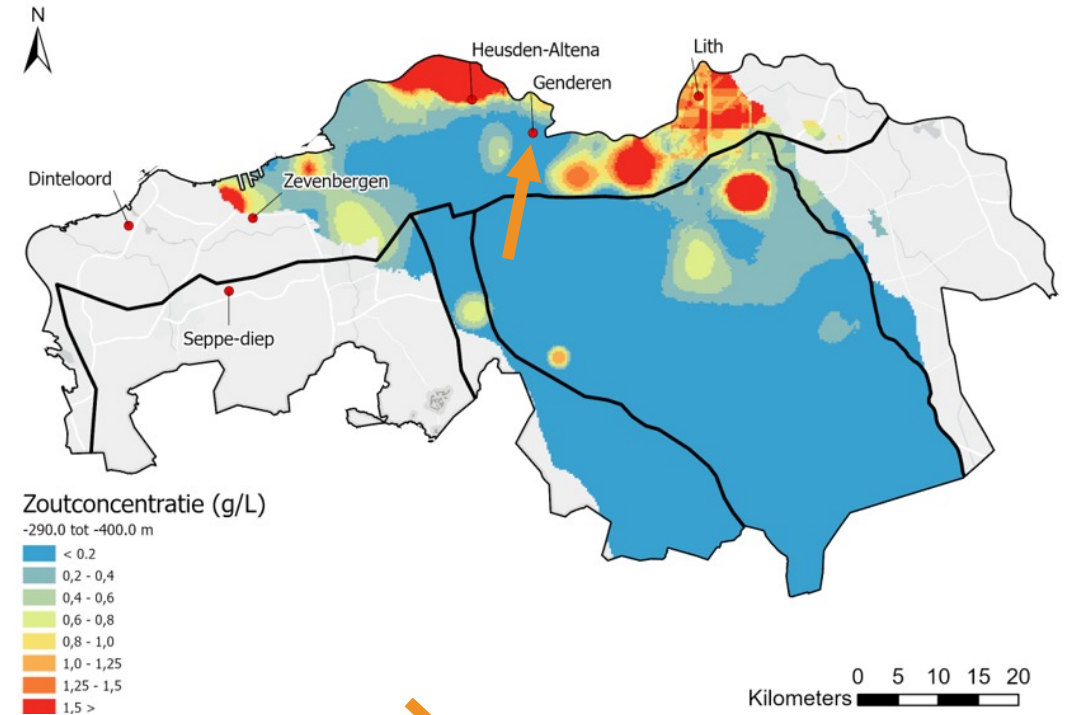 N
Heusden-Altena
Lith
Genderen
Dinteloord
Zevenbergen
Seppe-diep
Zoutconcentratie (g/L)
-290.0 tot -400.0 m
< 0.2
0,2 - 0,4
0,4 - 0,6
0,6 - 0,8
0,8 - 1,0
1,0 - 1,25
1,25 - 1,5
1,5 >
0 5 10 15 20
Kilometers